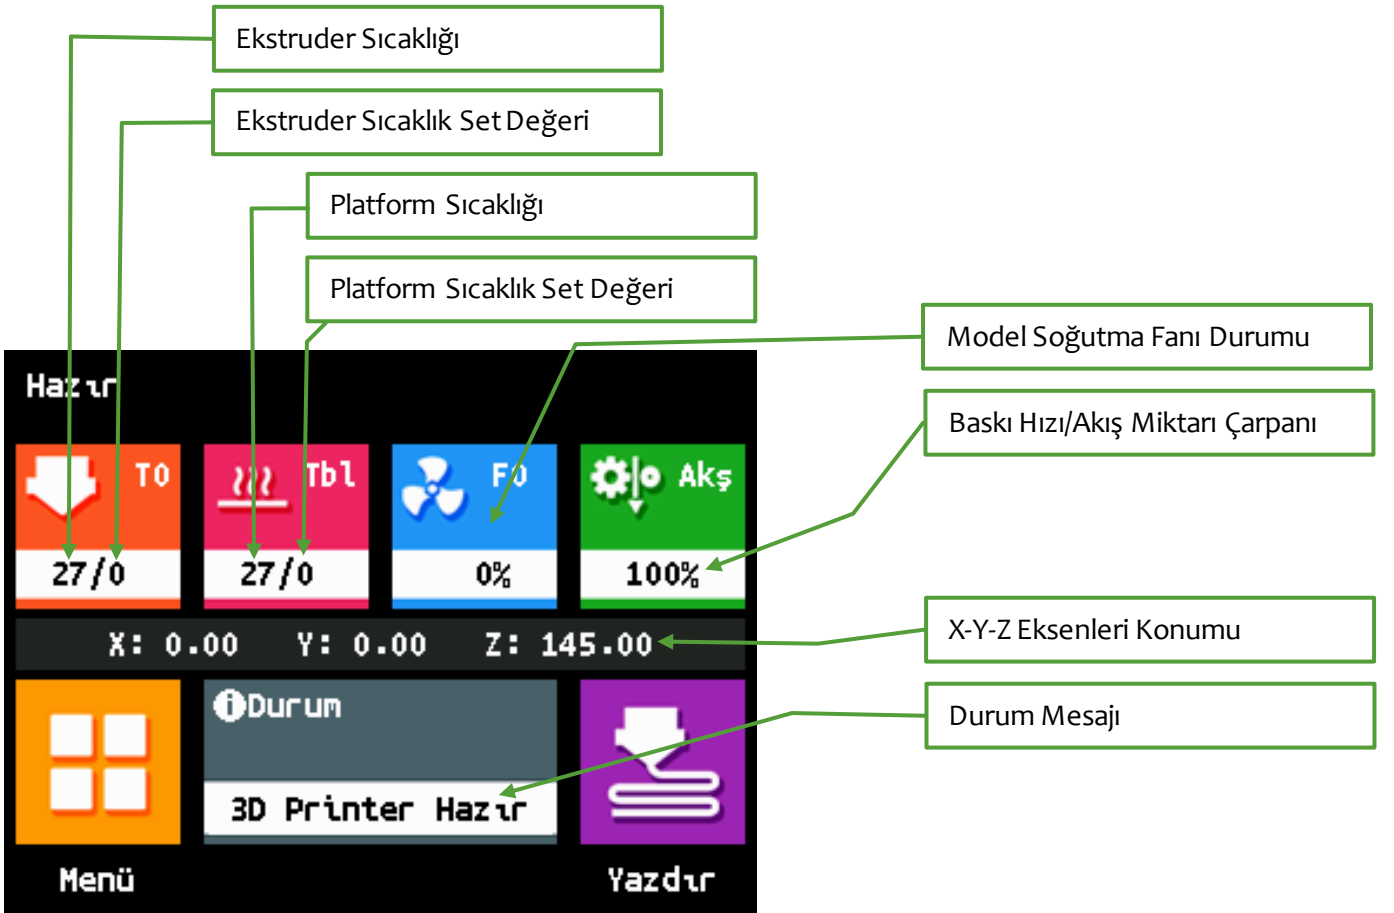 Ekstruder Sıcaklığı
Ekstruder Sıcaklık Set Değeri
Platform Sıcaklığı
Platform Sıcaklık Set Değeri
Model Soğutma Fanı Durumu
Baskı Hızı/Akış Miktarı Çarpanı
X-Y-Z Eksenleri Konumu
Durum Mesajı
Hazır
T0 Tbl F0 Akş
27/0 27/0 0% 100%
X: 0.00 Y: 0.00 Z: 145.00
Durum
3D Printer Hazır
Menü Yazdır